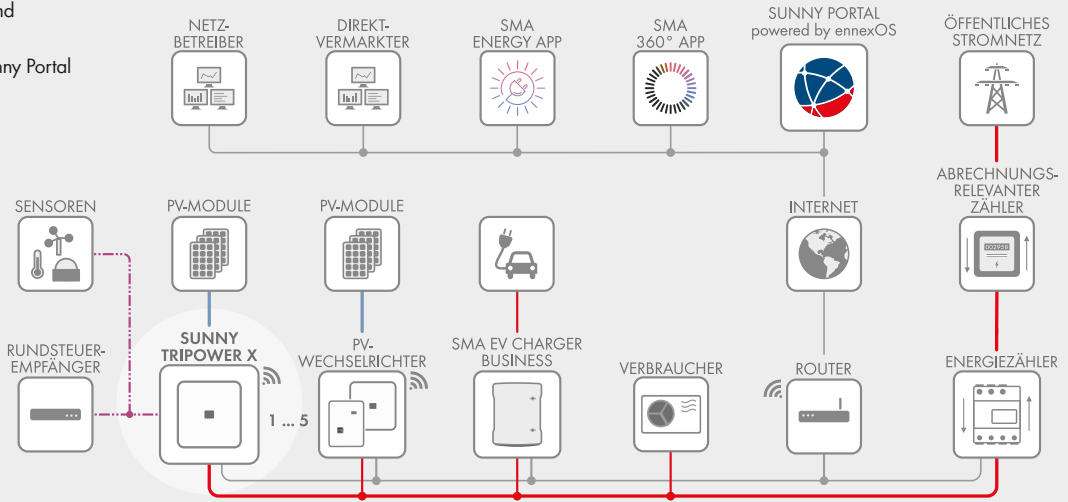 nd
nny Portal
NETZ-
BETREIBER
DIREKT-
VERMARKTER
SMA
ENERGY APP
SMA
360° APP
SUNNY PORTAL
powered by ennexOS
ÖFFENTLICHES
STROMNETZ
SENSOREN
PV-MODULE
PV-MODULE
INTERNET
ABRECHNUNGS-
RELEVANTER
ZÄHLER
RUNDSTEUER-
EMPFÄNGER
SUNNY
TRIPOWER X
1 ... 5
PV-
WECHSELRICHTER
SMA EV CHARGER
BUSINESS
VERBRAUCHER
ROUTER
ENERGIEZÄHLER